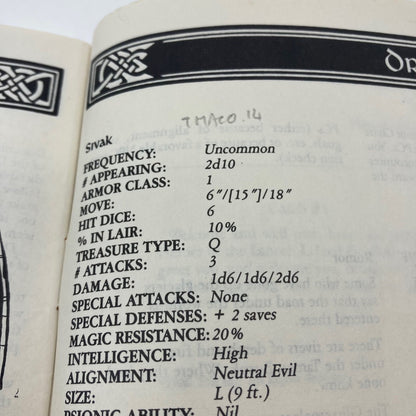 DR
THACO .14
Sivak
FREQUENCY: Uncommon
# APPEARING: 2d10
ARMOR CLASS: 1
MOVE: 6"/[15"]/18"
HIT DICE: 6
% IN LAIR: 10%
TREASURE TYPE: Q
# ATTACKS: 3
DAMAGE: 1d6/1d6/2d6
SPECIAL ATTACKS: None
SPECIAL DEFENSES: + 2 saves
MAGIC RESISTANCE: 20%
INTELLIGENCE: High
ALIGNMENT: Neutral Evil
SIZE: L (9 ft.)
PSIONIC ABILITY: Nil